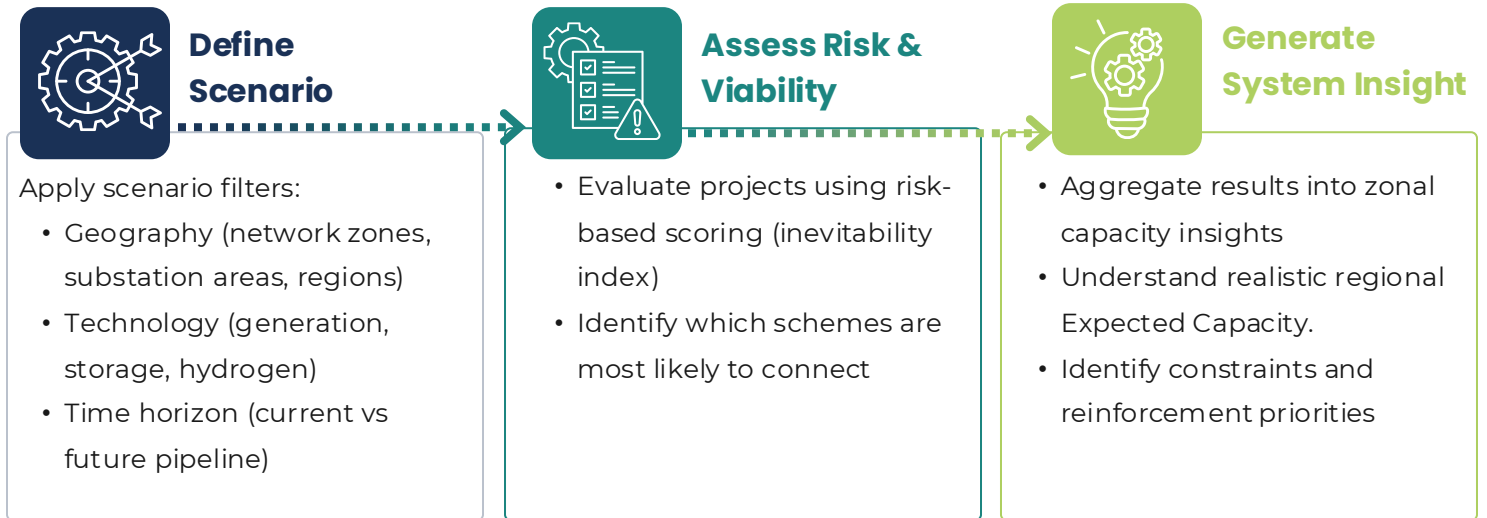 Define
Scenario
Apply scenario filters:
• Geography (network zones,
substation areas, regions)
• Technology (generation,
storage, hydrogen)
• Time horizon (current vs
future pipeline)
Assess Risk &
Viability
• Evaluate projects using risk-
based scoring (inevitability
index)
• Identify which schemes are
most likely to connect
Generate
System Insight
• Aggregate results into zonal
capacity insights
• Understand realistic regional
Expected Capacity.
• Identify constraints and
reinforcement priorities